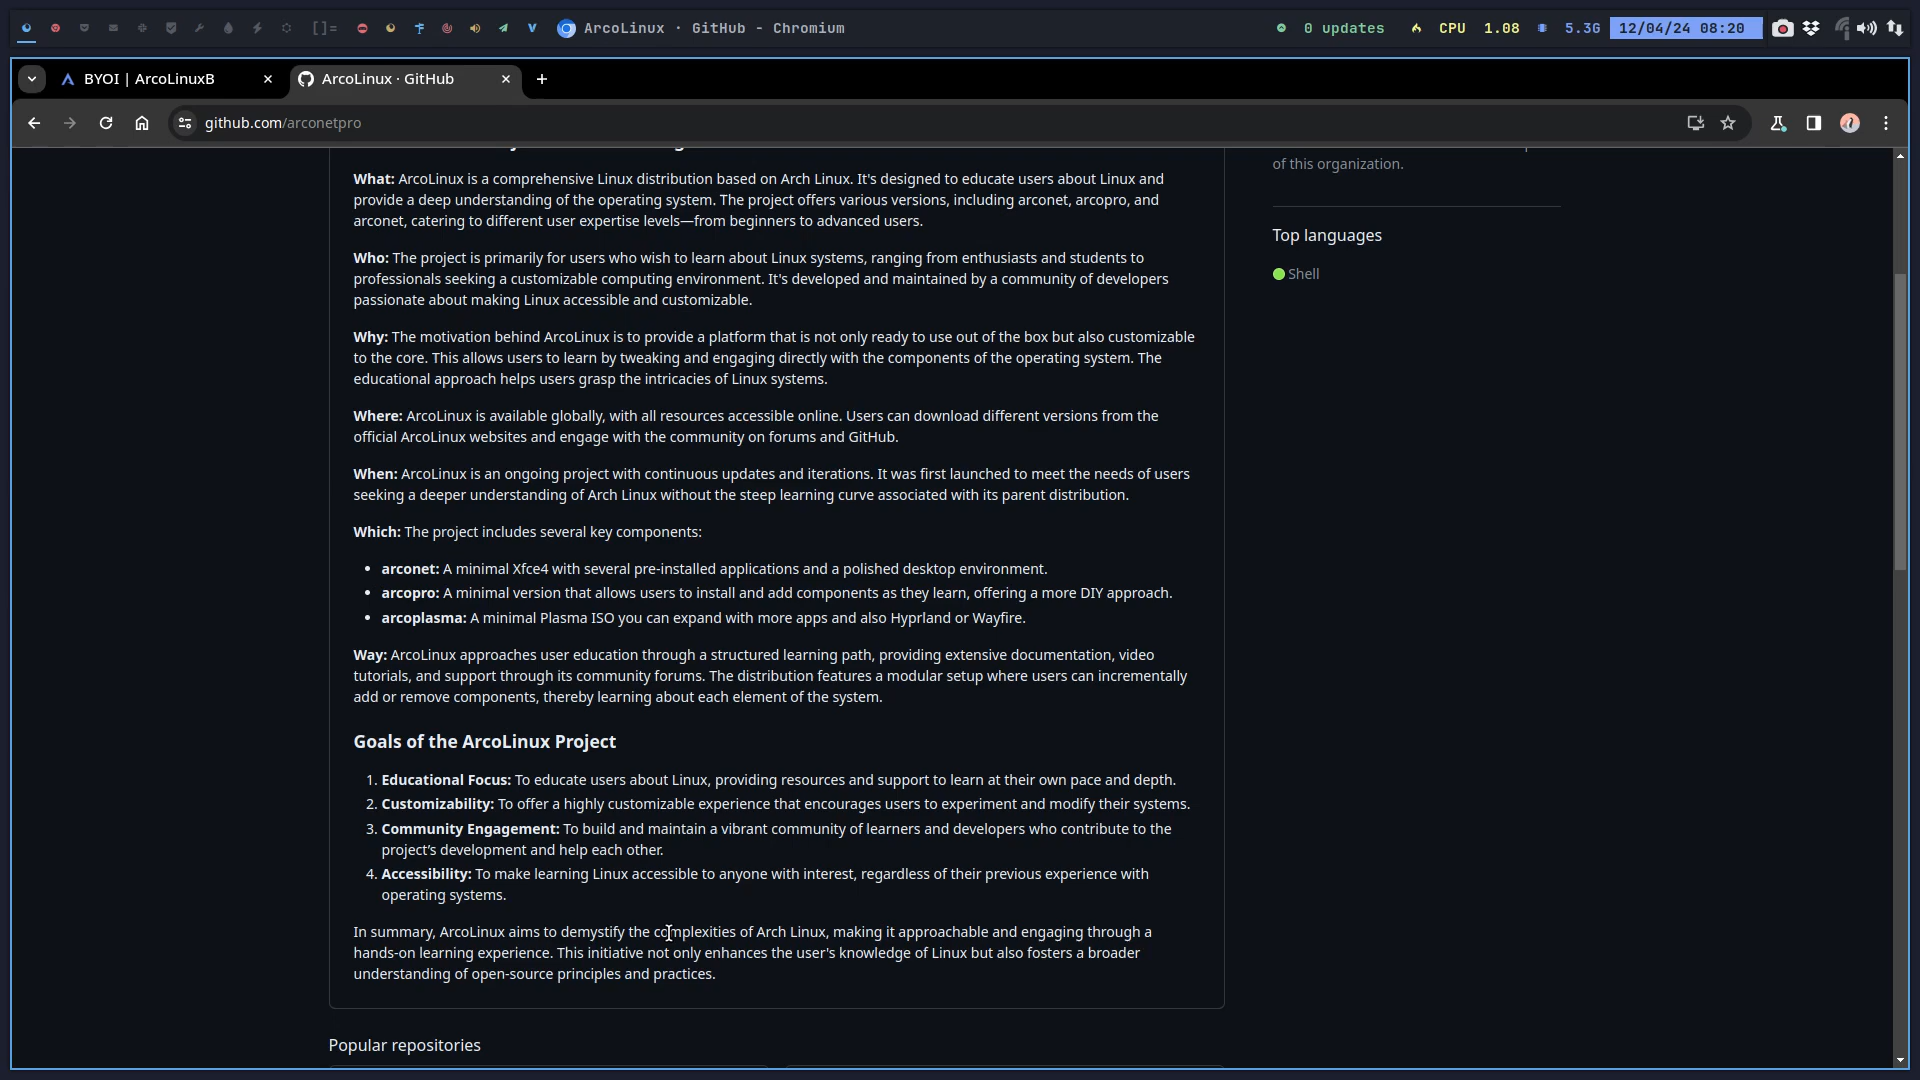 []= ArcoLinux · GitHub - Chromium 0 updates CPU 1.08 5.3G 12/04/24 08:20
BYOI | ArcoLinuxB
ArcoLinux · GitHub
github.com/arconetpro
What: ArcoLinux is a comprehensive Linux distribution based on Arch Linux. It's designed to educate users about Linux and
provide a deep understanding of the operating system. The project offers various versions, including arconet, arcopro, and
arconet, catering to different user expertise levels—from beginners to advanced users.
Who: The project is primarily for users who wish to learn about Linux systems, ranging from enthusiasts and students to
professionals seeking a customizable computing environment. It's developed and maintained by a community of developers
passionate about making Linux accessible and customizable.
Why: The motivation behind ArcoLinux is to provide a platform that is not only ready to use out of the box but also customizable
to the core. This allows users to learn by tweaking and engaging directly with the components of the operating system. The
educational approach helps users grasp the intricacies of Linux systems.
Where: ArcoLinux is available globally, with all resources accessible online. Users can download different versions from the
official ArcoLinux websites and engage with the community on forums and GitHub.
When: ArcoLinux is an ongoing project with continuous updates and iterations. It was first launched to meet the needs of users
seeking a deeper understanding of Arch Linux without the steep learning curve associated with its parent distribution.
Which: The project includes several key components:
• arconet: A minimal Xfce4 with several pre-installed applications and a polished desktop environment.
• arcopro: A minimal version that allows users to install and add components as they learn, offering a more DIY approach.
• arcoplasma: A minimal Plasma ISO you can expand with more apps and also Hyprland or Wayfire.
Way: ArcoLinux approaches user education through a structured learning path, providing extensive documentation, video
tutorials, and support through its community forums. The distribution features a modular setup where users can incrementally
add or remove components, thereby learning about each element of the system.
Goals of the ArcoLinux Project
1. Educational Focus: To educate users about Linux, providing resources and support to learn at their own pace and depth.
2. Customizability: To offer a highly customizable experience that encourages users to experiment and modify their systems.
3. Community Engagement: To build and maintain a vibrant community of learners and developers who contribute to the
project's development and help each other.
4. Accessibility: To make learning Linux accessible to anyone with interest, regardless of their previous experience with
operating systems.
In summary, ArcoLinux aims to demystify the complexities of Arch Linux, making it approachable and engaging through a
hands-on learning experience. This initiative not only enhances the user's knowledge of Linux but also fosters a broader
understanding of open-source principles and practices.
Popular repositories
of this organization.
Top languages
Shell